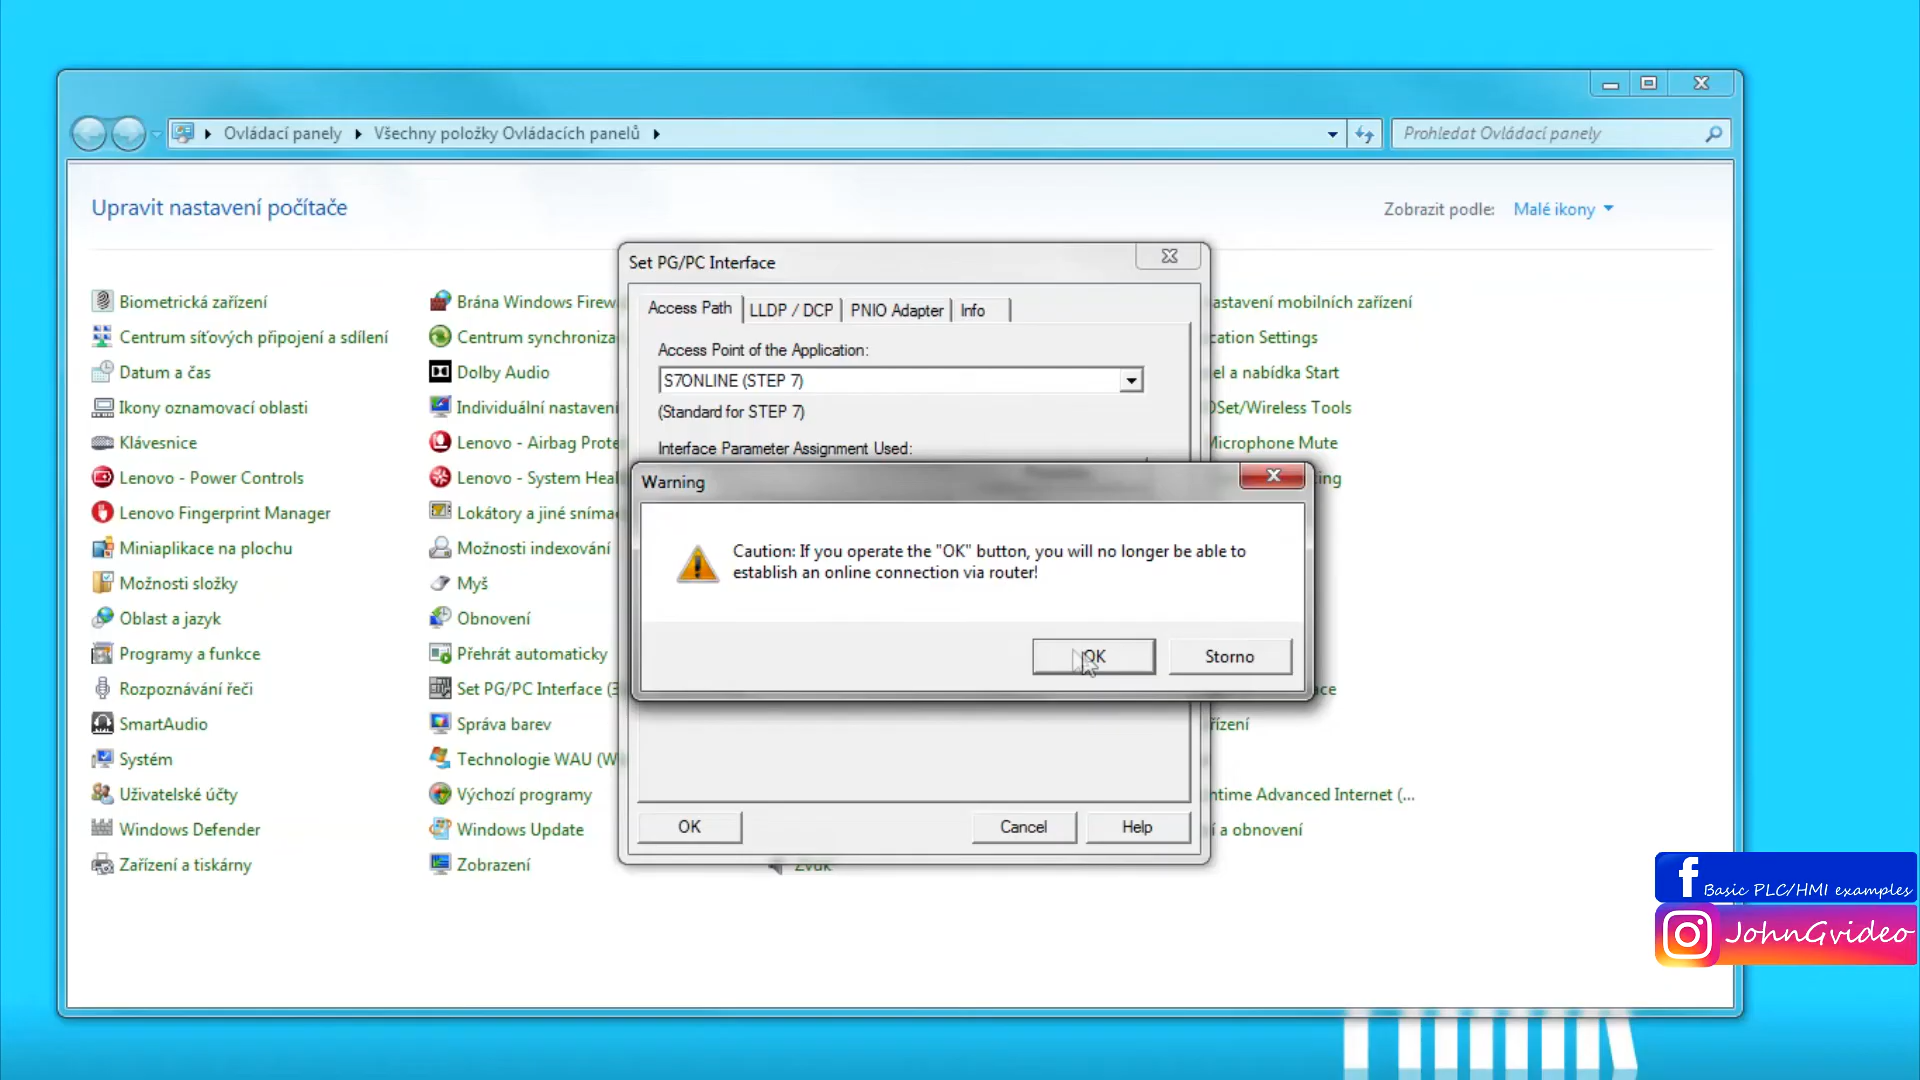 Ovládací panely
Všechny položky Ovládacích panelů
Prohledat Ovládací panely
Upravit nastavení počítače
Zobrazit podle: Malé ikony
Biometrická zařízení
Centrum síťových připojení a sdílení
Datum a čas
Ikony oznamovací oblasti
Klávesnice
Lenovo - Power Controls
Lenovo Fingerprint Manager
Miniaplikace na plochu
Možnosti složky
Oblast a jazyk
Programy a funkce
Rozpoznávání řeči
SmartAudio
Systém
Uživatelské účty
Windows Defender
Zařízení a tiskárny
Brána Windows Firew
Centrum synchroniza
Dolby Audio
Individuální nastavení
Lenovo - Airbag Prote
Lenovo - System Heal
Lokátory a jiné sníma
Možnosti indexování
Myš
Obnovení
Přehrát automaticky
Set PG/PC Interface (3
Správa barev
Technologie WAU (W
Výchozí programy
Windows Update
Zobrazení
Zvuk
Set PG/PC Interface
Access Path
LLDP / DCP
PNIO Adapter
Info
Access Point of the Application:
S7ONLINE (STEP 7)
(Standard for STEP 7)
Interface Parameter Assignment Used:
Warning
Caution: If you operate the "OK" button, you will no longer be able to
establish an online connection via router!
OK
Storno
OK
Cancel
Help
astavení mobilních zařízení
cation Settings
el a nabídka Start
OSet/Wireless Tools
Microphone Mute
ing
ce
řízení
ntime Advanced Internet (...
í a obnovení
f Basic PLC/HMI examples
JohnGvideo